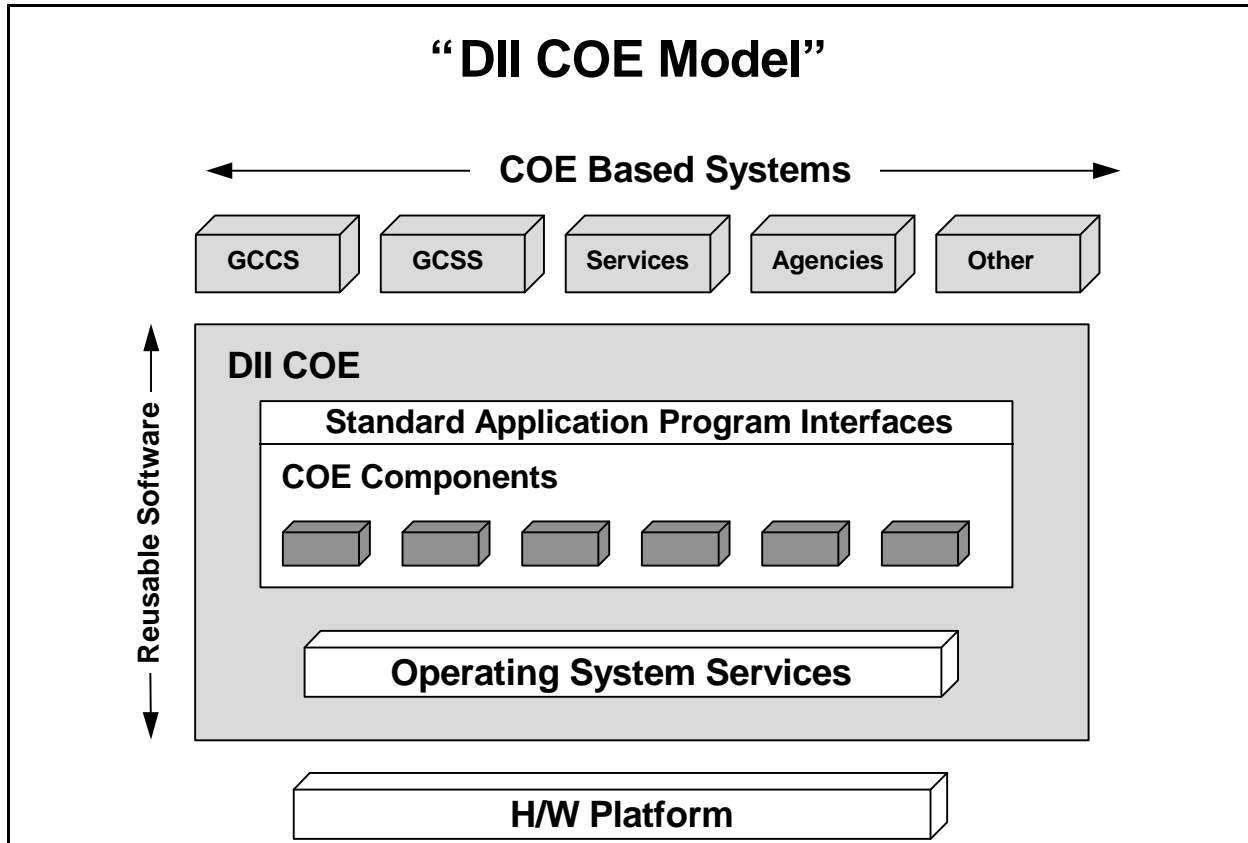 “DII COE Model”
COE Based Systems
GCCS
GCSS
Services
Agencies
Other
Reusable Software
DII COE
Standard Application Program Interfaces
COE Components
Operating System Services
H/W Platform